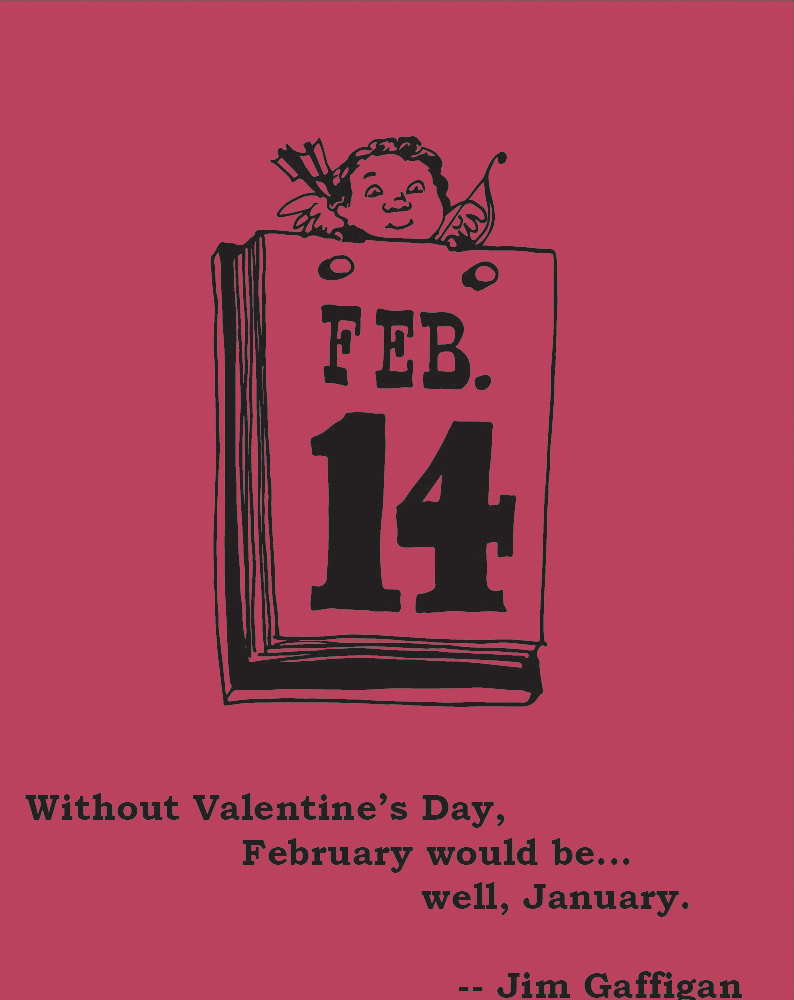 FEB.
14
Without Valentine’s Day,
February would be...
well, January.
-- Jim Gaffigan